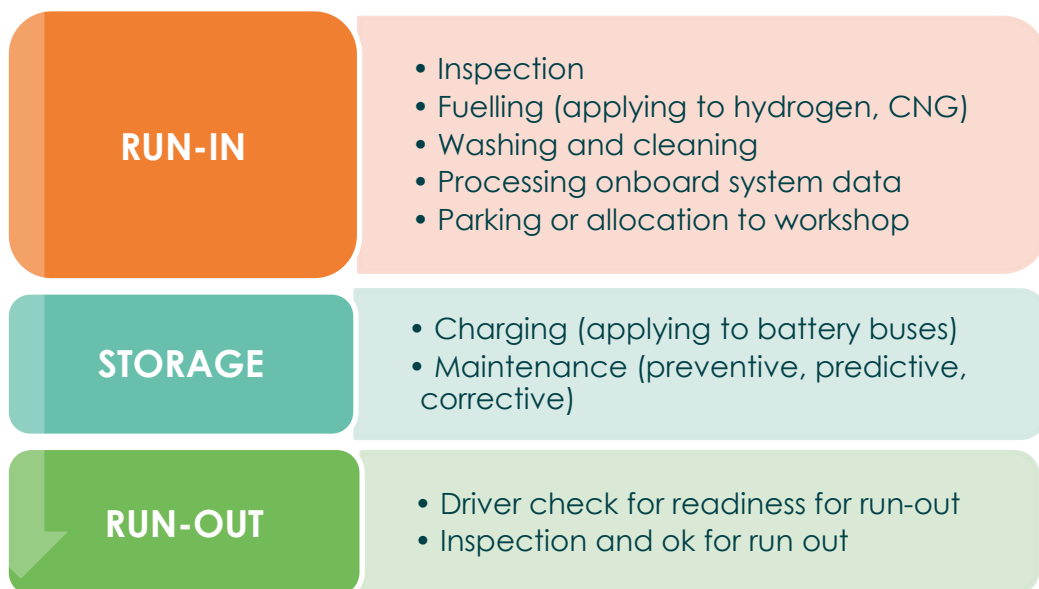 RUN-IN
• Inspection
• Fuelling (applying to hydrogen, CNG)
• Washing and cleaning
• Processing onboard system data
• Parking or allocation to workshop
STORAGE
• Charging (applying to battery buses)
• Maintenance (preventive, predictive,
corrective)
RUN-OUT
• Driver check for readiness for run-out
• Inspection and ok for run out